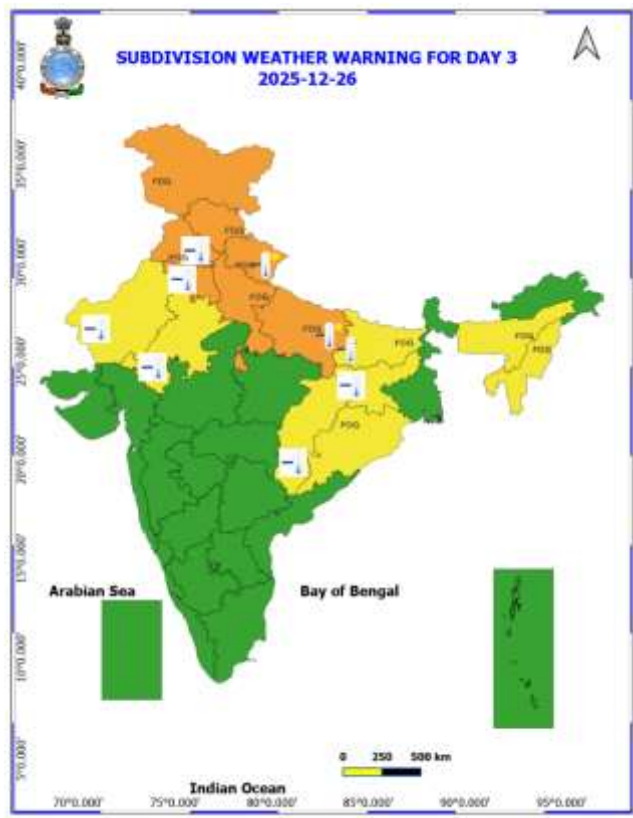 SUBDIVISION WEATHER WARNING FOR DAY 3
2025-12-26
40°0.000'
35°0.000'
30°0.000'
25°0.000'
20°0.000'
15°0.000'
10°0.000'
5°0.000'
FOG
FOG
FOG
FOG
FOG
FOG
FOG
FOG
FOG
Arabian Sea
Bay of Bengal
0 250 500 km
Indian Ocean
70°0.000' 75°0.000' 80°0.000' 85°0.000' 90°0.000' 95°0.000'